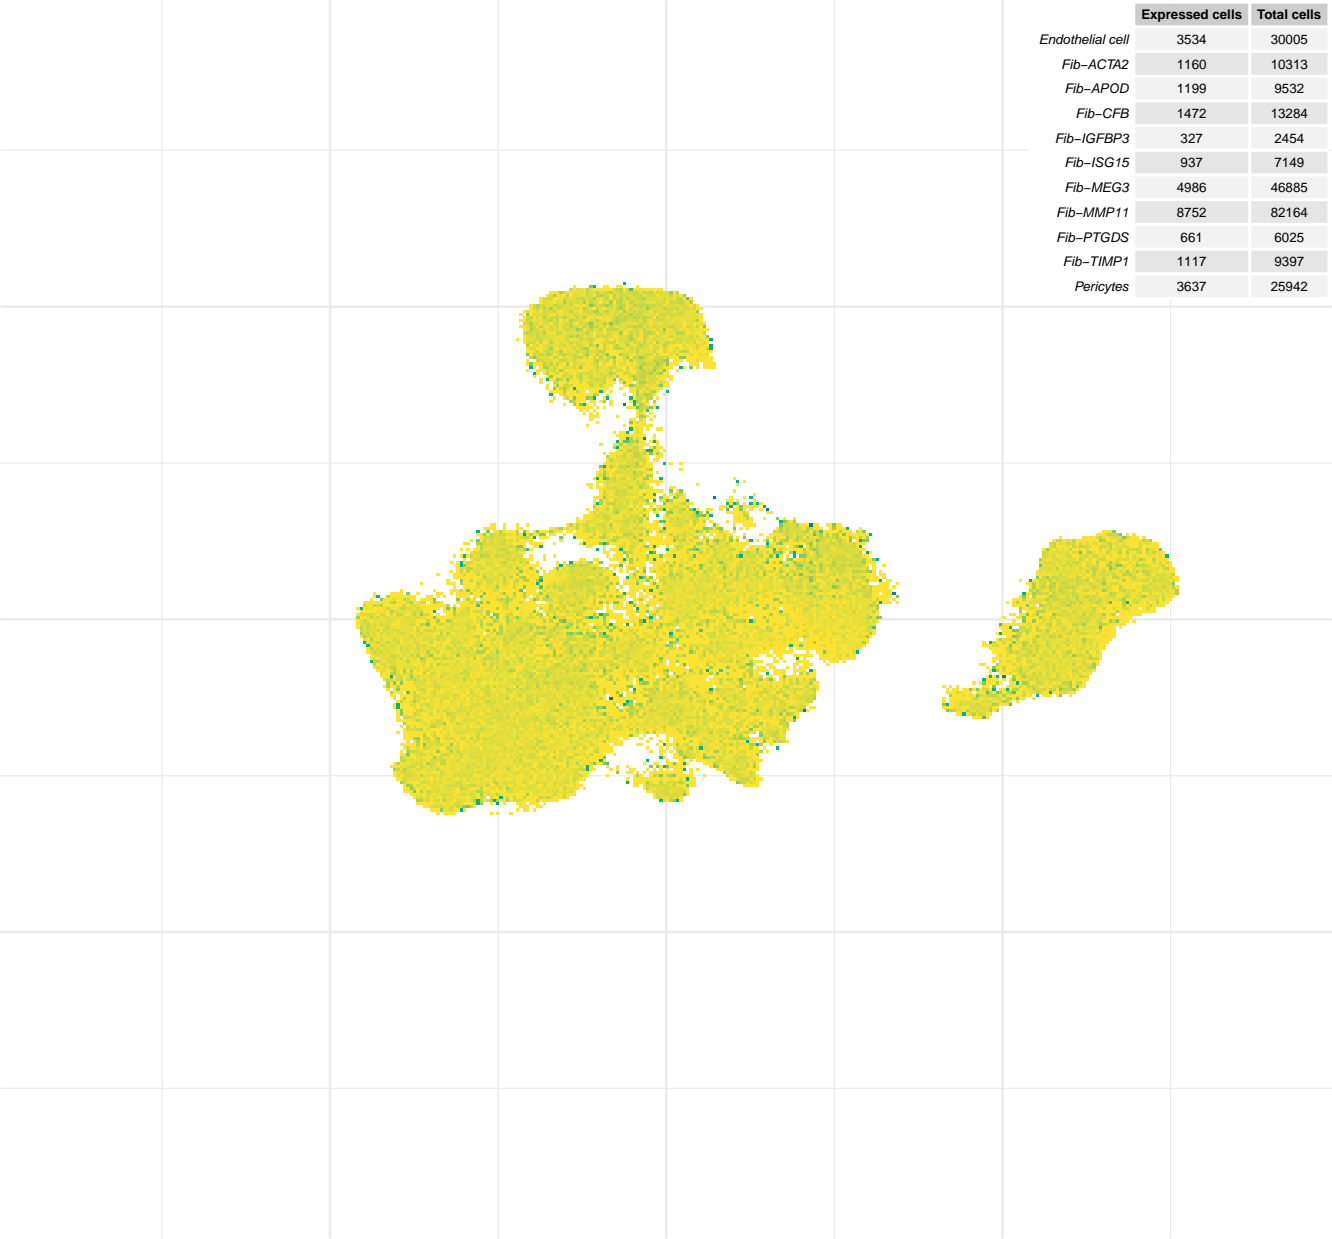 Expressed cells Total cells
Endothelial cell 3534 30005
Fib−ACTA2 1160 10313
Fib−APOD 1199 9532
Fib−CFB 1472 13284
Fib−IGFBP3 327 2454
Fib−ISG15 937 7149
Fib−MEG3 4986 46885
Fib−MMP11 8752 82164
Fib−PTGDS 661 6025
Fib−TIMP1 1117 9397
Pericytes 3637 25942